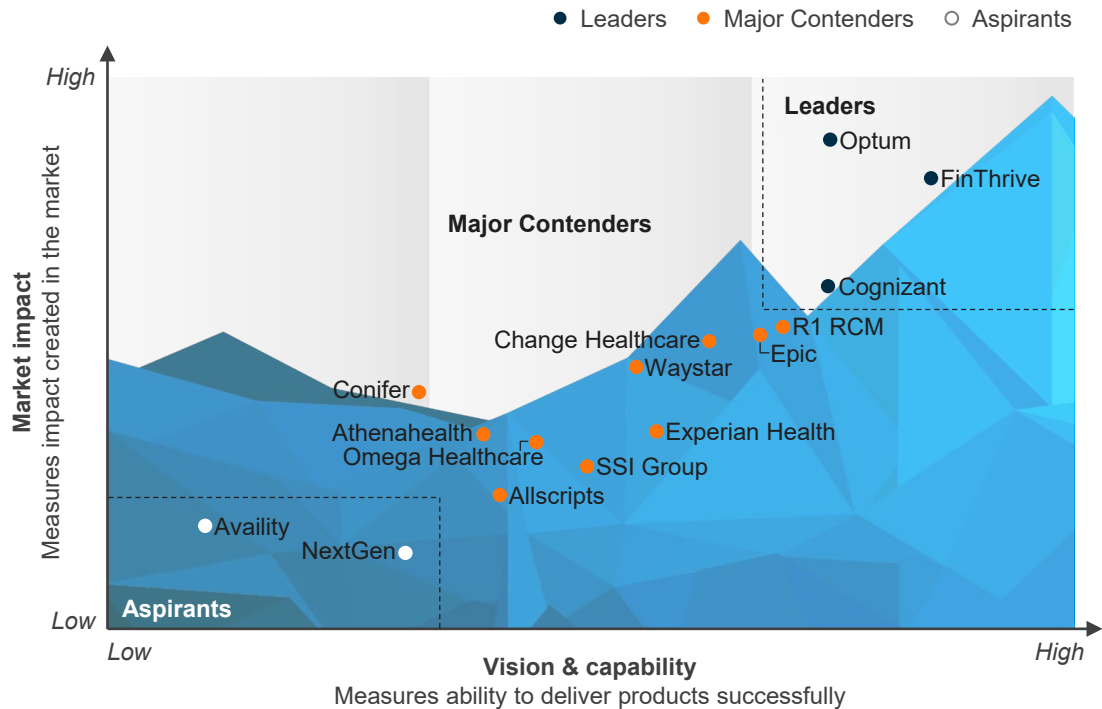 Leaders
Major Contenders
Aspirants
High
Leaders
Optum
FinThrive
Major Contenders
Cognizant
R1 RCM
Change Healthcare
Epic
Waystar
Conifer
Athenahealth
Experian Health
Omega Healthcare
SSI Group
Allscripts
Availity
NextGen
Aspirants
Low
Market impact
Measures impact created in the market
Low
High
Vision & capability
Measures ability to deliver products successfully